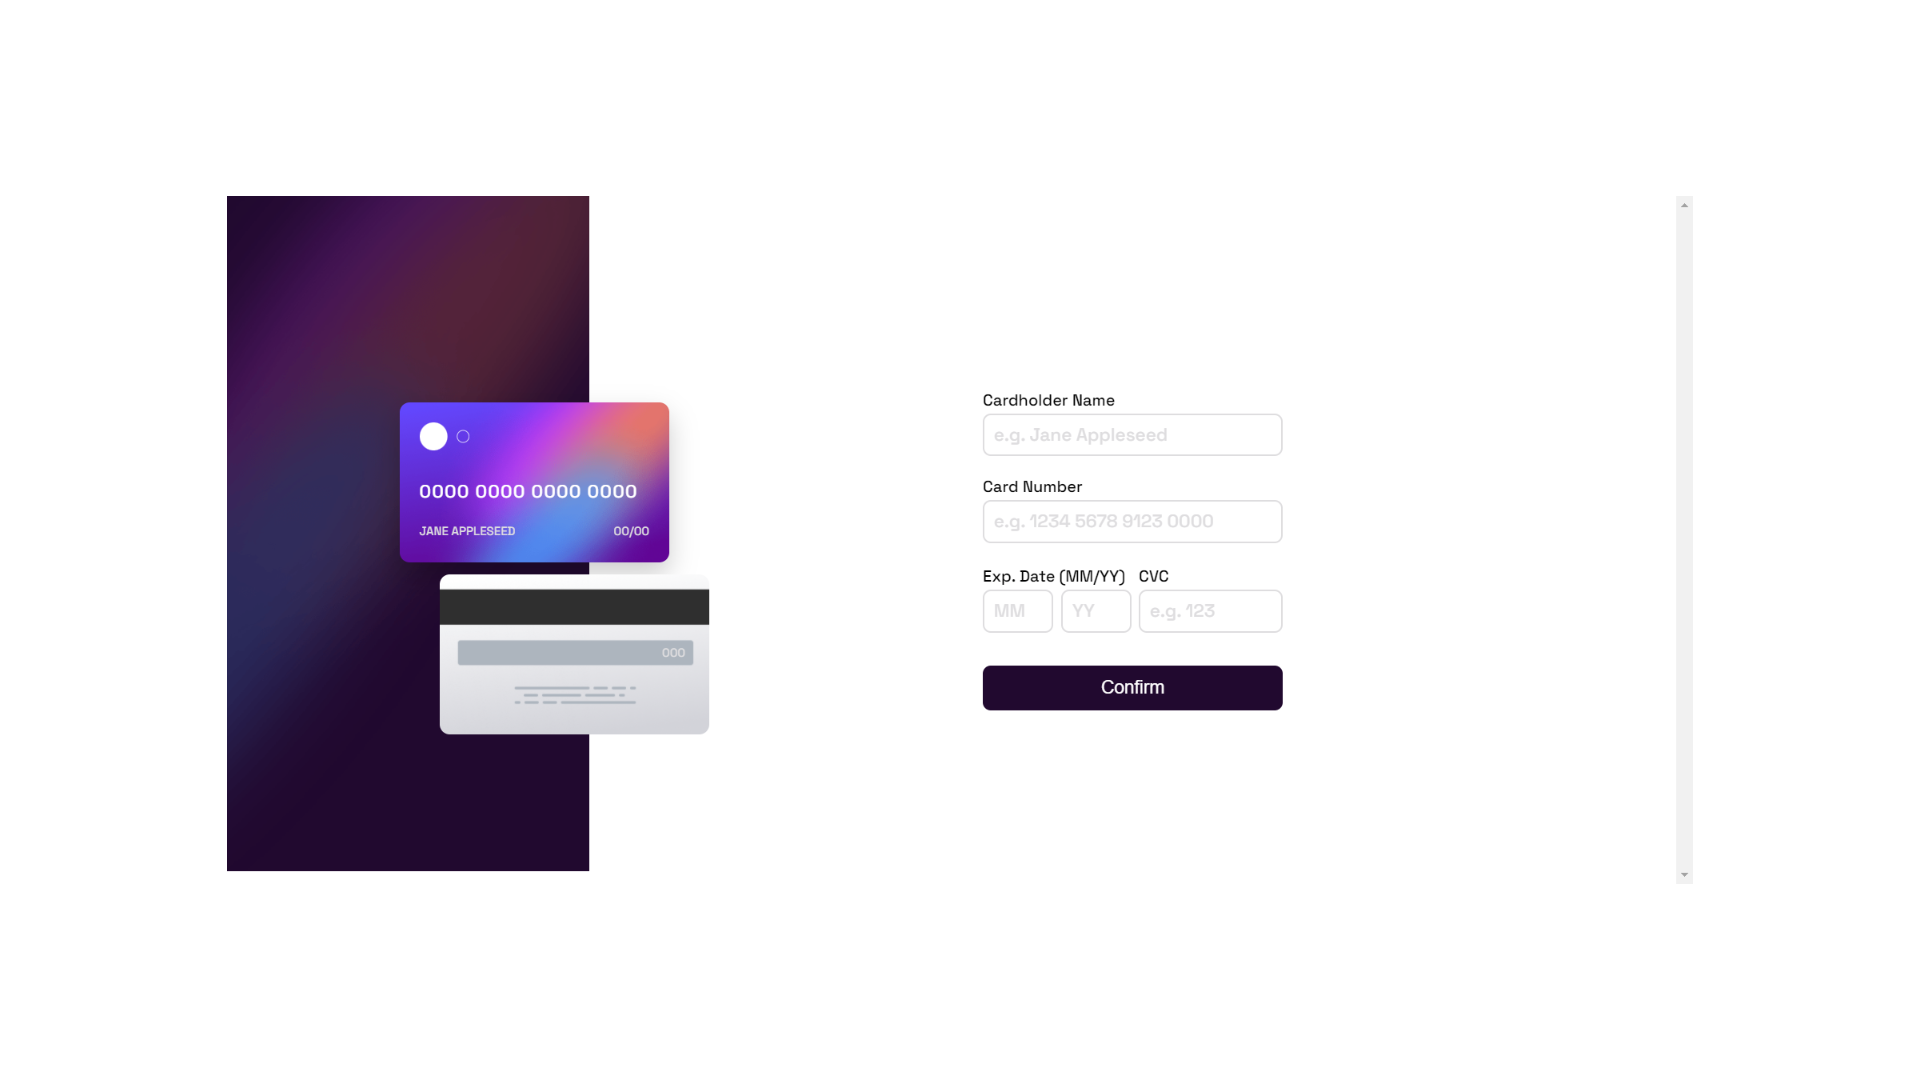 0000 0000 0000 0000
JANE APPLESEED 00/00
000
Cardholder Name
e.g. Jane Appleseed
Card Number
e.g. 1234 5678 9123 0000
Exp. Date (MM/YY) CVC
MM YY e.g. 123
Confirm